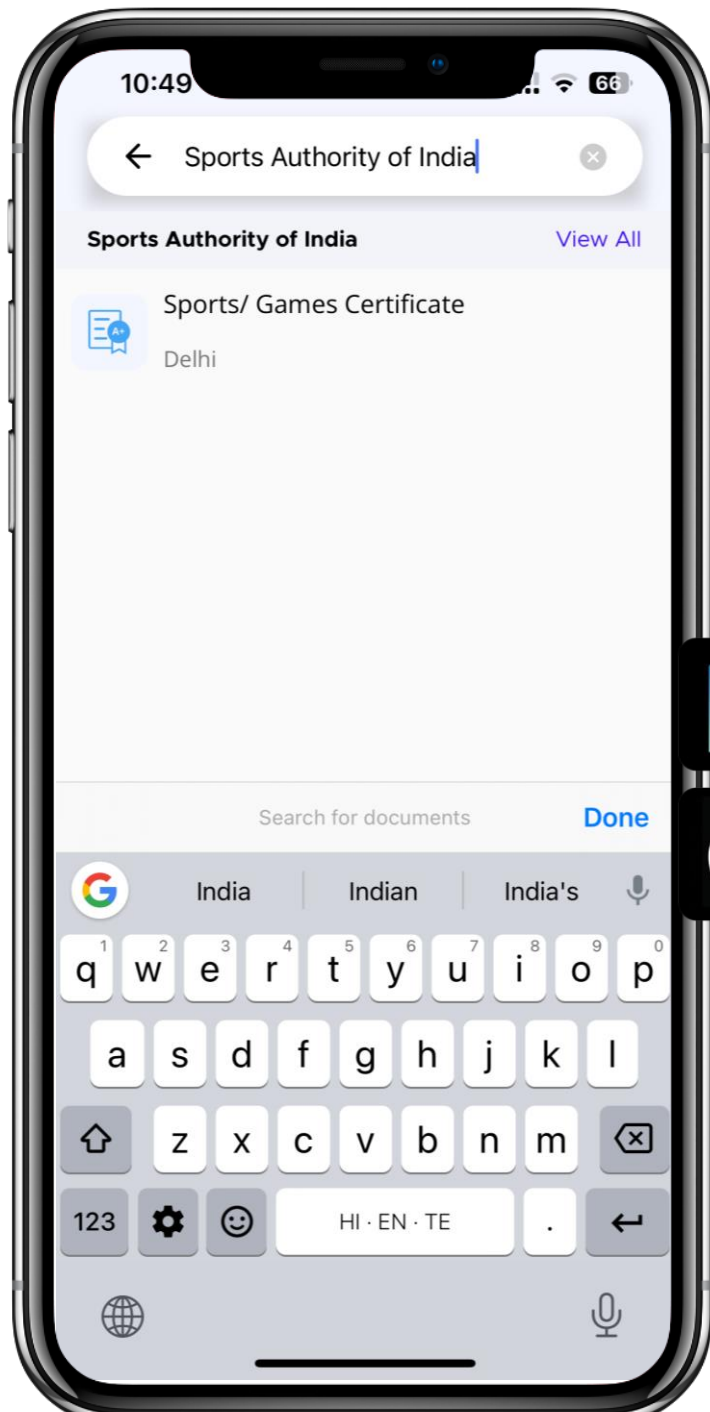 10:49
66
Sports Authority of India
Sports Authority of India View All
Sports/ Games Certificate
A+
Delhi
Search for documents Done
G India Indian India's
1 2 3 4 5 6 7 8 9 0
q w e r t y u i o p
a s d f g h j k l
z x c v b n m
123 HI · EN · TE .